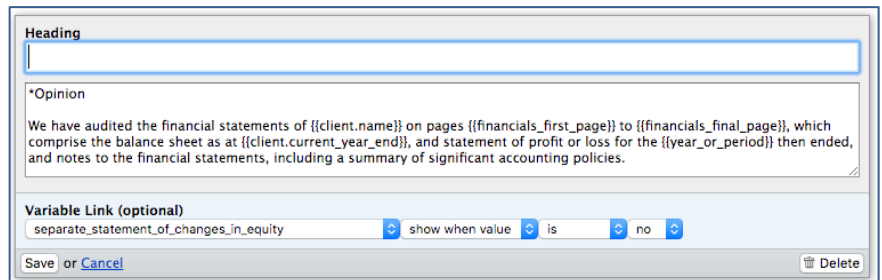 Heading
*Opinion
We have audited the financial statements of {{client.name}} on pages {{financials_first_page}} to {{financials_final_page}}, which
comprise the balance sheet as at {{client.current_year_end}}, and statement of profit or loss for the {{year_or_period}} then ended,
and notes to the financial statements, including a summary of significant accounting policies.
Variable Link (optional)
separate_statement_of_changes_in_equity show when value is no
Save or Cancel Delete